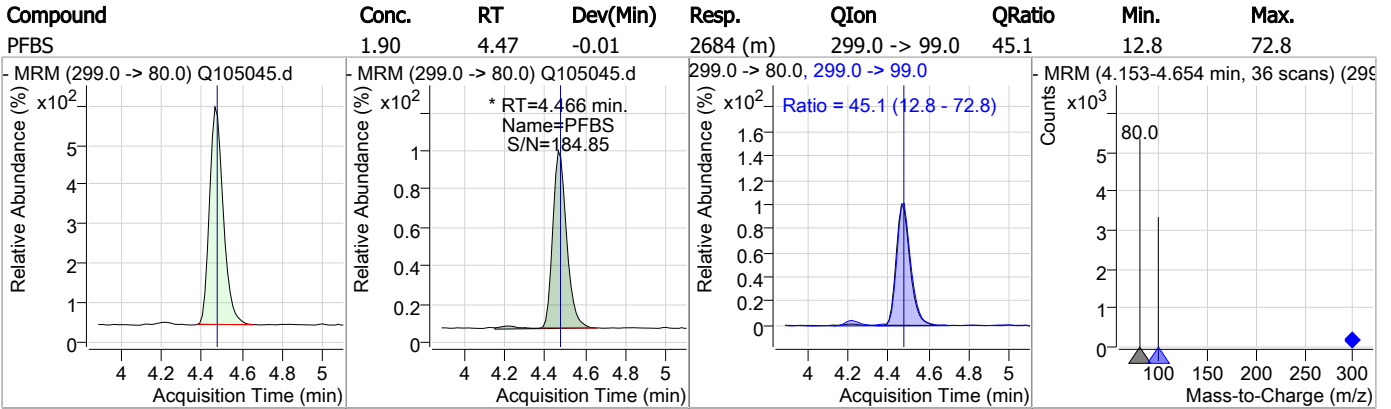 Compound Conc. RT Dev(Min) Resp. QIon QRatio Min. Max.
PFBS 1.90 4.47 -0.01 2684 (m) 299.0 -> 99.0 45.1 12.8 72.8
- MRM (299.0 -> 80.0) Q105045.d
Relative Abundance (%)
x10²
5
4
3
2
1
0
4 4.2 4.4 4.6 4.8 5
Acquisition Time (min)
- MRM (299.0 -> 80.0) Q105045.d
Relative Abundance (%)
x10²
* RT=4.466 min.
Name=PFBS
S/N=184.85
1
0.8
0.6
0.4
0.2
0
4 4.2 4.4 4.6 4.8 5
Acquisition Time (min)
299.0 -> 80.0, 299.0 -> 99.0
Relative Abundance (%)
x10²
Ratio = 45.1 (12.8 - 72.8)
1.6
1.4
1.2
1
0.8
0.6
0.4
0.2
0
4 4.2 4.4 4.6 4.8 5
Acquisition Time (min)
- MRM (4.153-4.654 min, 36 scans) (299
Counts
x10³
80.0
5
4
3
2
1
0
100 150 200 250 300
Mass-to-Charge (m/z)